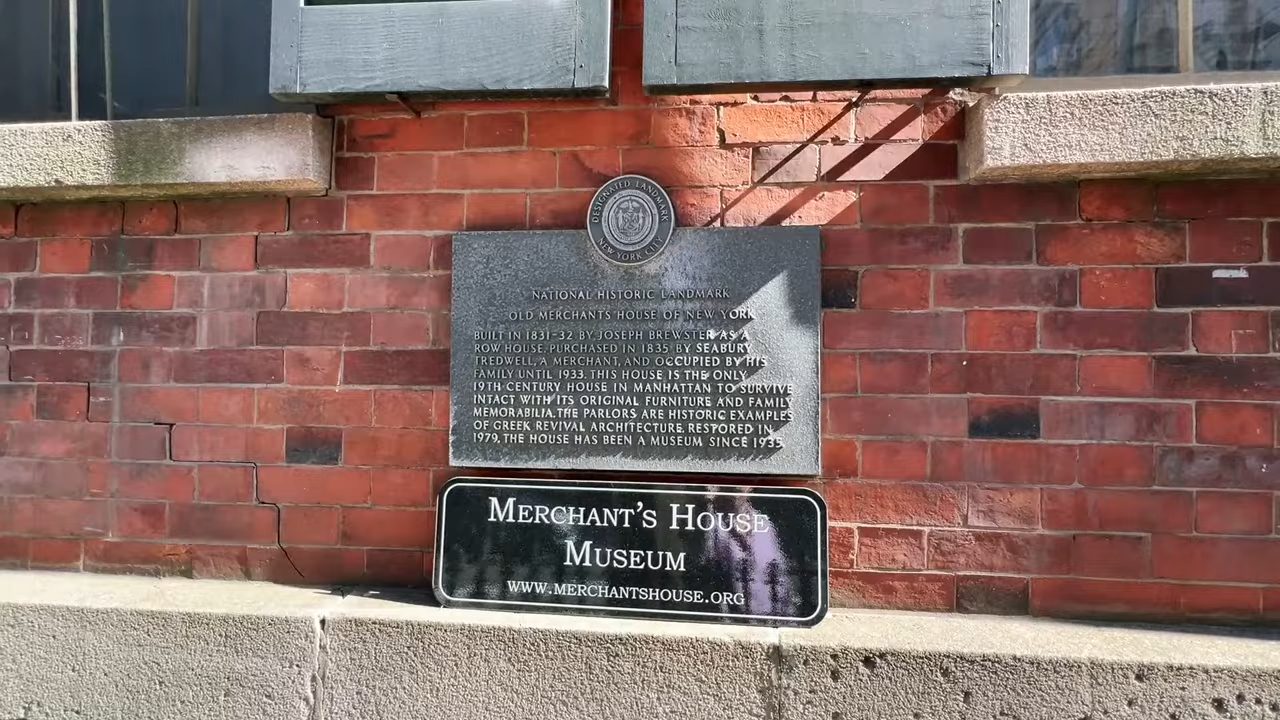 DESIGNATED LANDMARK
NEW YORK CITY
NATIONAL HISTORIC LANDMARK
OLD MERCHANTS HOUSE OF NEW YORK
BUILT IN 1831-32 BY JOSEPH BREWSTER AS A
ROW HOUSE. PURCHASED IN 1835 BY SEABURY
TREDWELL, A MERCHANT, AND OCCUPIED BY HIS
FAMILY UNTIL 1933. THIS HOUSE IS THE ONLY
19TH CENTURY HOUSE IN MANHATTAN TO SURVIVE
INTACT WITH ITS ORIGINAL FURNITURE AND FAMILY
MEMORABILIA. THE PARLORS ARE HISTORIC EXAMPLES
OF GREEK REVIVAL ARCHITECTURE. RESTORED IN
1979, THE HOUSE HAS BEEN A MUSEUM SINCE 1935.
MERCHANT'S HOUSE
MUSEUM
WWW.MERCHANTSHOUSE.ORG